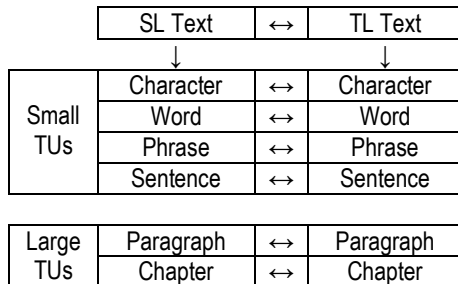 SL Text ↔ TL Text
↓ ↓
Small TUs
Character ↔ Character
Word ↔ Word
Phrase ↔ Phrase
Sentence ↔ Sentence
Large TUs
Paragraph ↔ Paragraph
Chapter ↔ Chapter